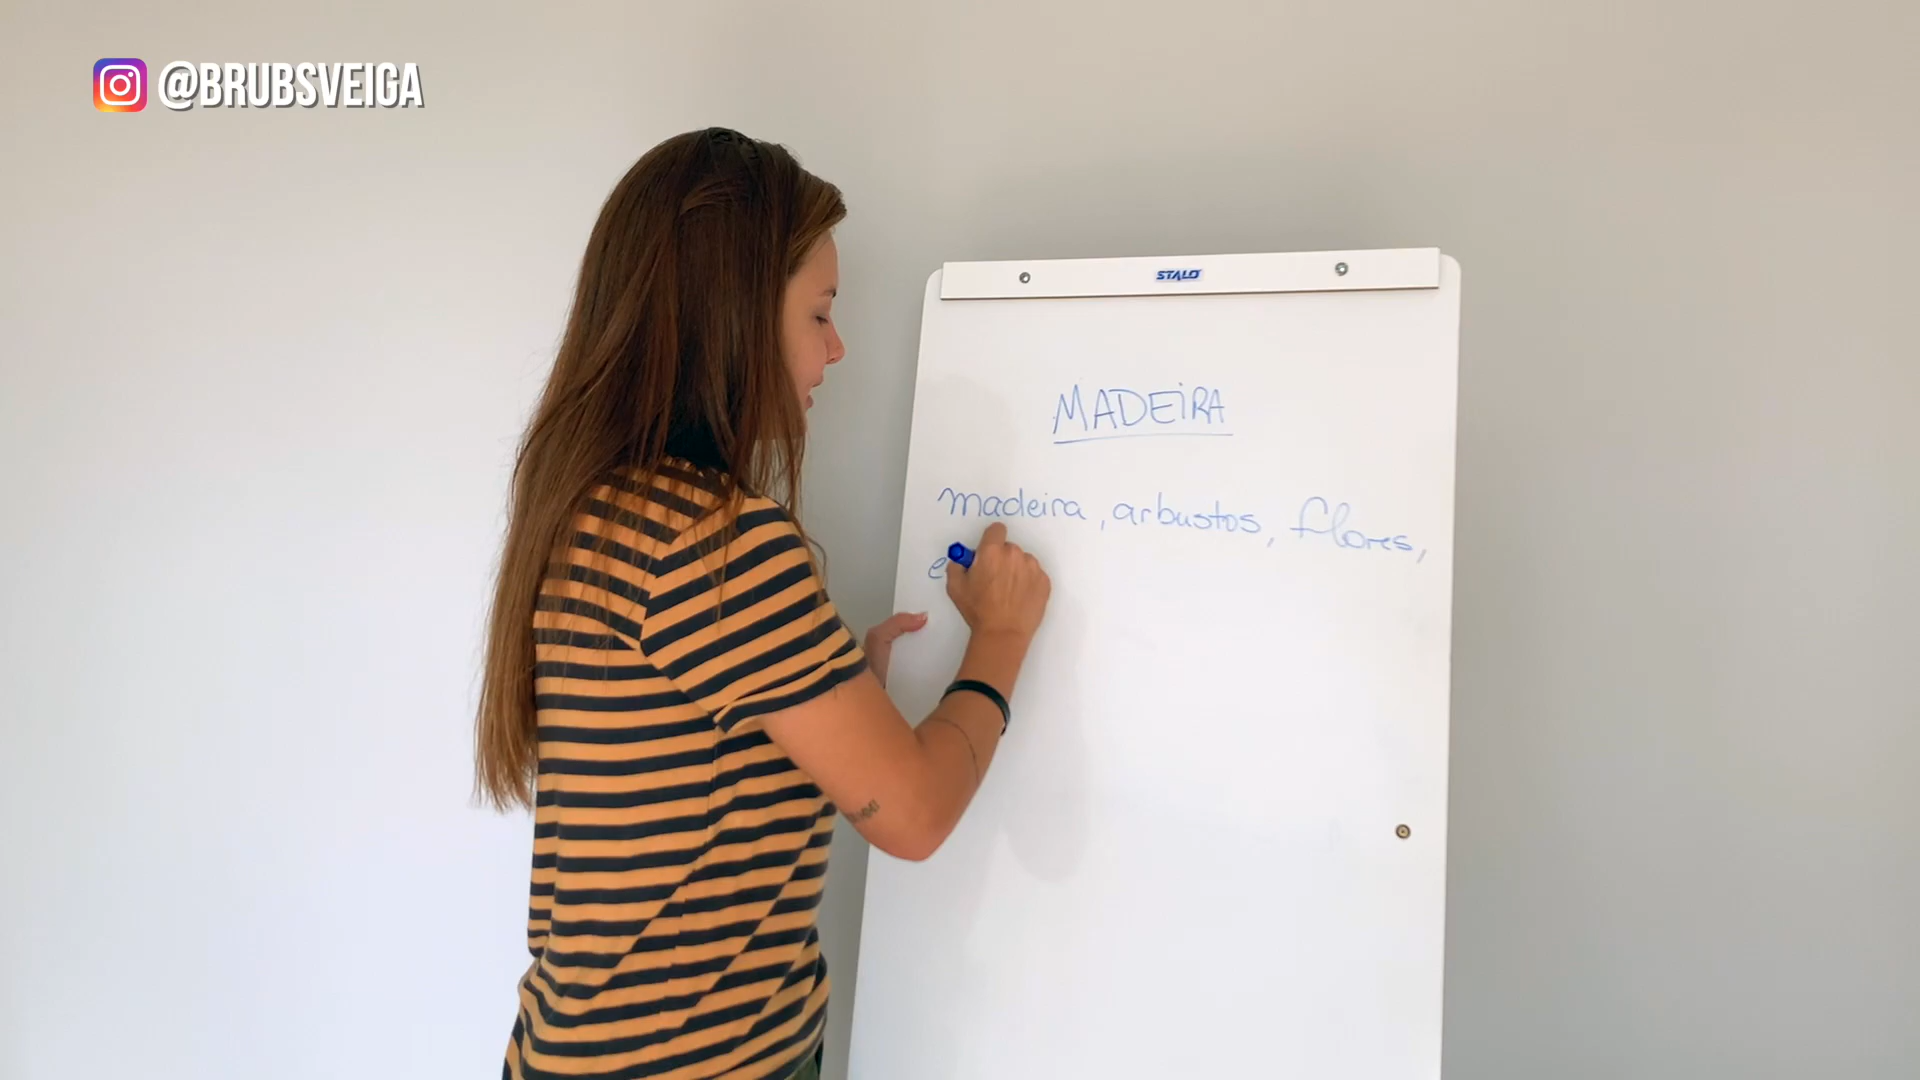 @BRUBSVEIGA
STALO
MADEIRA
madeira, arbustos, flores,
e